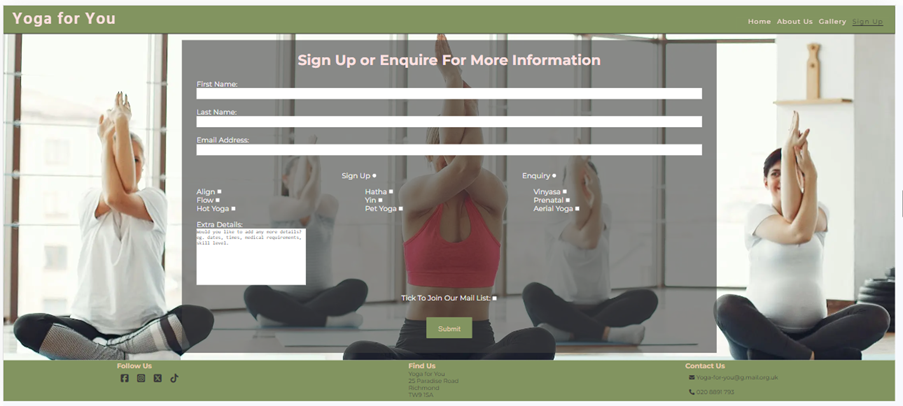 Yoga for You
Home About Us Gallery Sign Up
Sign Up or Enquire For More Information
First Name:
Last Name:
Email Address:
Sign Up Enquiry
Align Hatha Vinyasa
Flow Yin Prenatal
Hot Yoga Pet Yoga Aerial Yoga
Extra Details:
Would you like to add any more details?
eg. dates, times, medical requirements,
skill level.
Tick To Join Our Mail List:
Submit
Follow Us Find Us Contact Us
Yoga for You
25 Paradise Road
Richmond
TW9 1SA
Yoga-for-you@g.mail.org.uk
020 8891 793